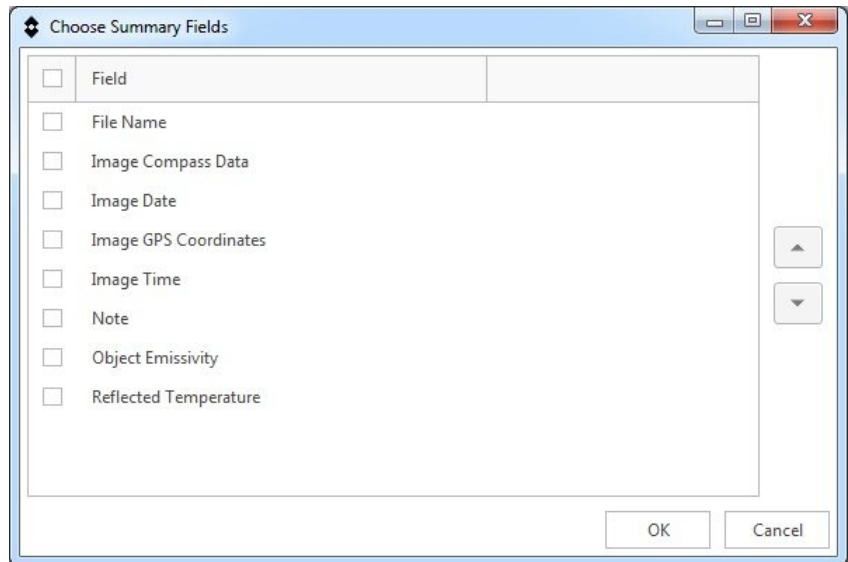 Choose Summary Fields
Field
File Name
Image Compass Data
Image Date
Image GPS Coordinates
Image Time
Note
Object Emissivity
Reflected Temperature
OK Cancel